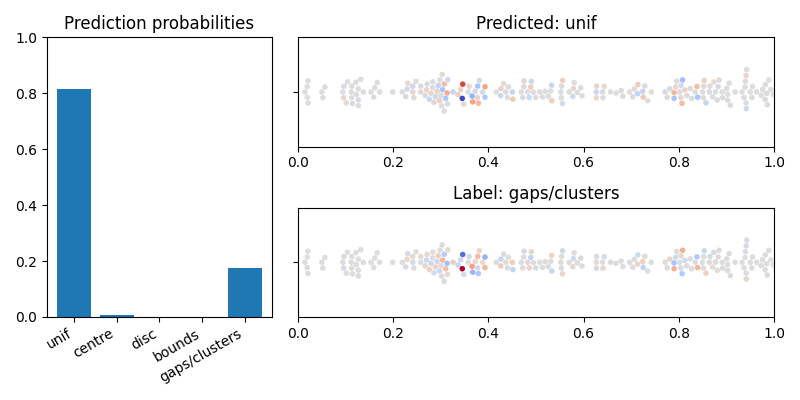 Prediction probabilities
1.0
0.8
0.6
0.4
0.2
0.0
unif
centre
disc
bounds
gaps/clusters
Predicted: unif
0.0 0.2 0.4 0.6 0.8 1.0
Label: gaps/clusters
0.0 0.2 0.4 0.6 0.8 1.0